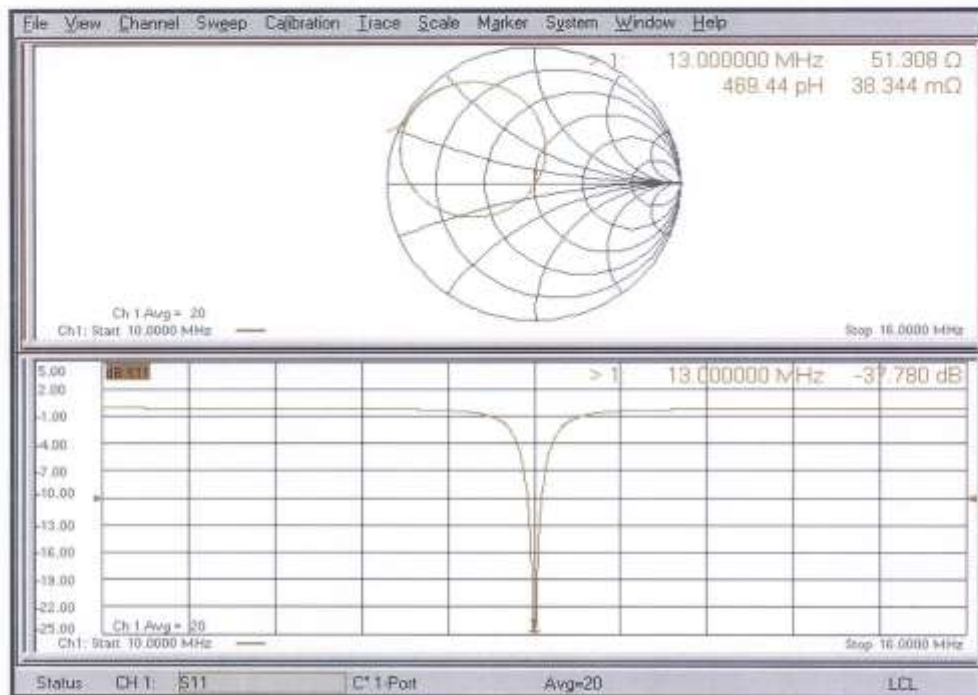 File View Channel Sweep Calibration Trace Scale Marker System Window Help
> 1 13.000000 MHz 51.308 Ω
469.44 pH 38.344 mΩ
Ch 1 Avg = 20
Ch1: Start 10.0000 MHz Stop 16.0000 MHz
5.00 dB S11 > 1 13.000000 MHz -37.780 dB
2.00
-1.00
-4.00
-7.00
-10.00
-13.00
-16.00
-19.00
-22.00
-25.00
Ch 1 Avg = 20
Ch1: Start 10.0000 MHz Stop 16.0000 MHz
Status CH 1: S11 C* 1-Port Avg=20 LCL